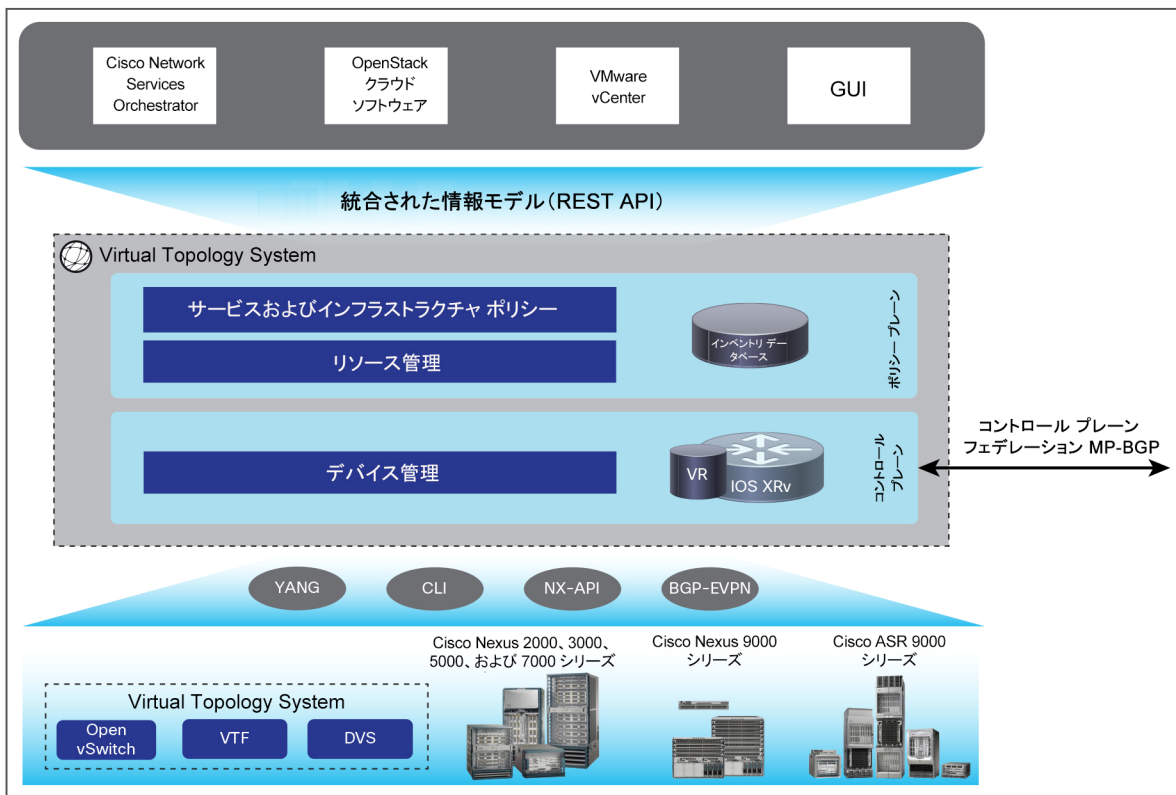 Cisco Network
Services
Orchestrator
OpenStack
クラウド
ソフトウェア
VMware
vCenter
GUI
統合された情報モデル(REST API)
Virtual Topology System
サービスおよびインフラストラクチャ ポリシー
リソース管理
インベントリ デー
タベース
ポリシー プレーン
デバイス管理
VR
IOS XRv
コントロール
プレーン
コントロール プレーン
フェデレーション MP-BGP
YANG
CLI
NX-API
BGP-EVPN
Cisco Nexus 2000、3000、
5000、および 7000 シリーズ
Cisco Nexus 9000
シリーズ
Cisco ASR 9000
シリーズ
Virtual Topology System
Open
vSwitch
VTF
DVS